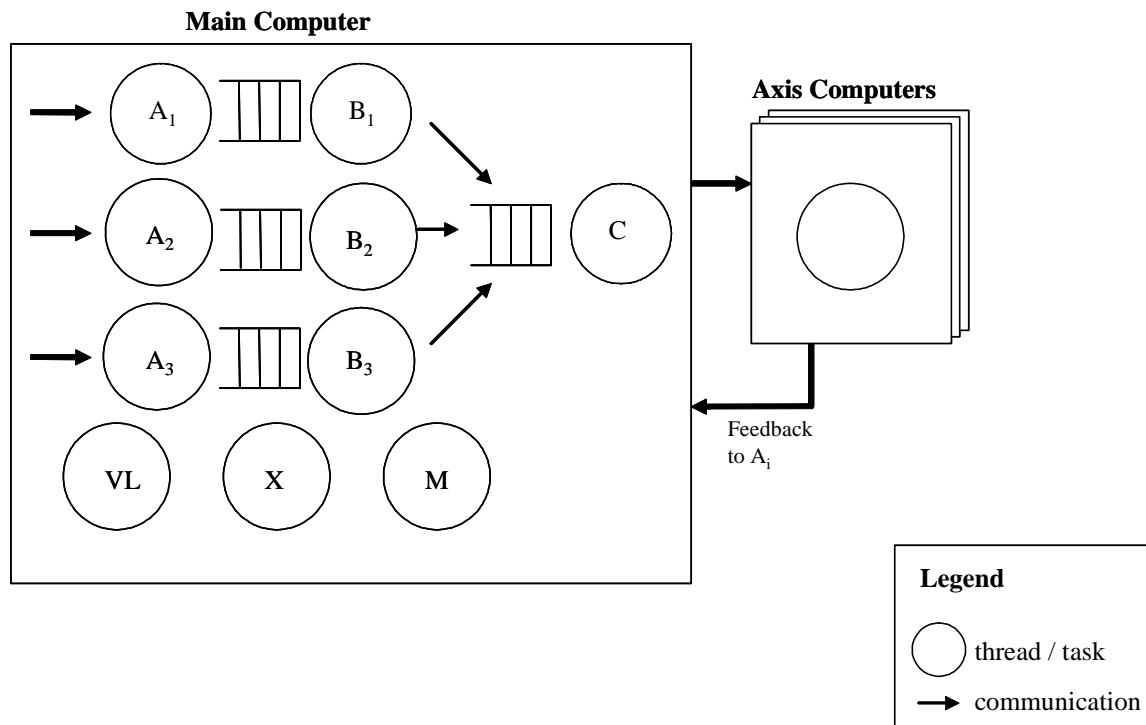 Main Computer
Axis Computers
A₁
B₁
A₂
B₂
C
A₃
B₃
Feedback
to Aᵢ
VL
X
M
Legend
thread / task
communication